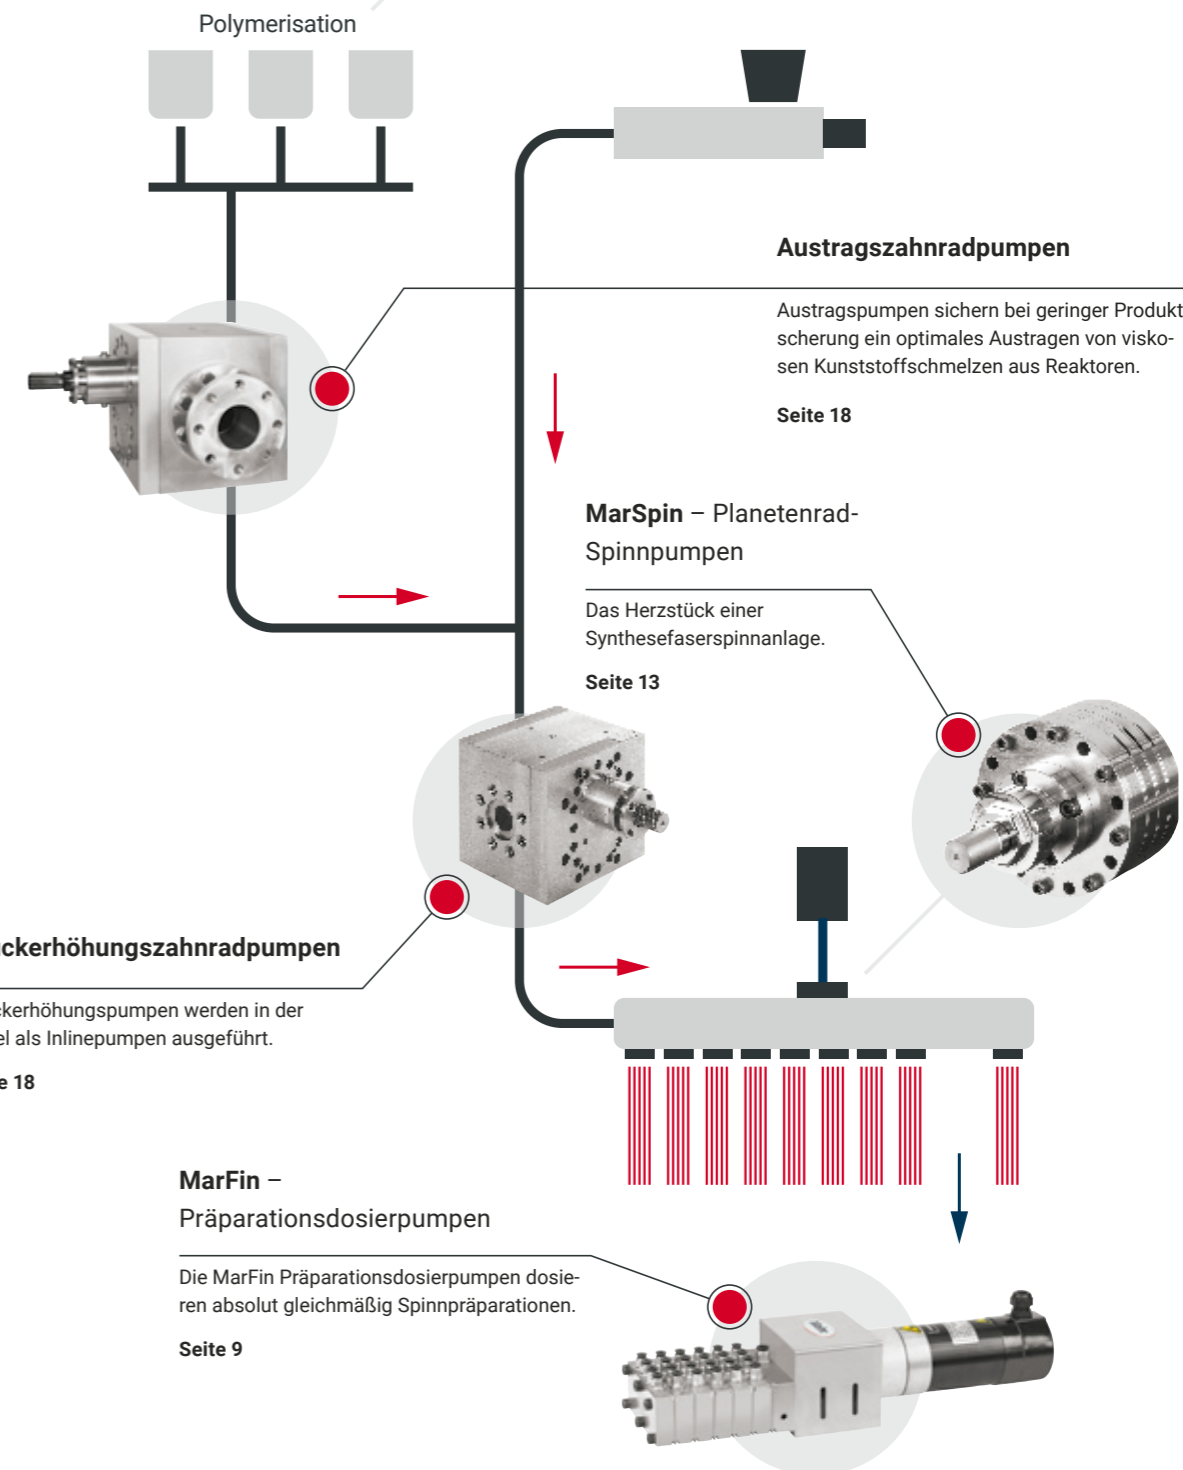 Polymerisation
Austragszahnradpumpen
Austragspumpen sichern bei geringer Produkt
scherung ein optimales Austragen von visko-
sen Kunststoffschmelzen aus Reaktoren.
Seite 18
MarSpin – Planetenrad-
Spinnpumpen
Das Herzstück einer
Synthesefaserspinnanlage.
Seite 13
ckerhöhungszahnradpumpen
ckerhöhungspumpen werden in der
el als Inlinepumpen ausgeführt.
e 18
MarFin –
Präparationsdosierpumpen
Die MarFin Präparationsdosierpumpen dosie-
ren absolut gleichmäßig Spinnpräparationen.
Seite 9